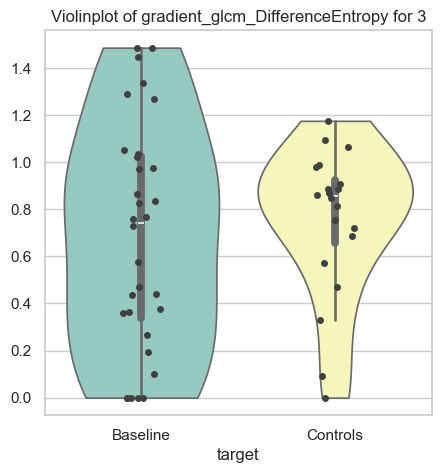 Violinplot of gradient_glcm_DifferenceEntropy for 3
1.4
1.2
1.0
0.8
0.6
0.4
0.2
0.0
Baseline
Controls
target